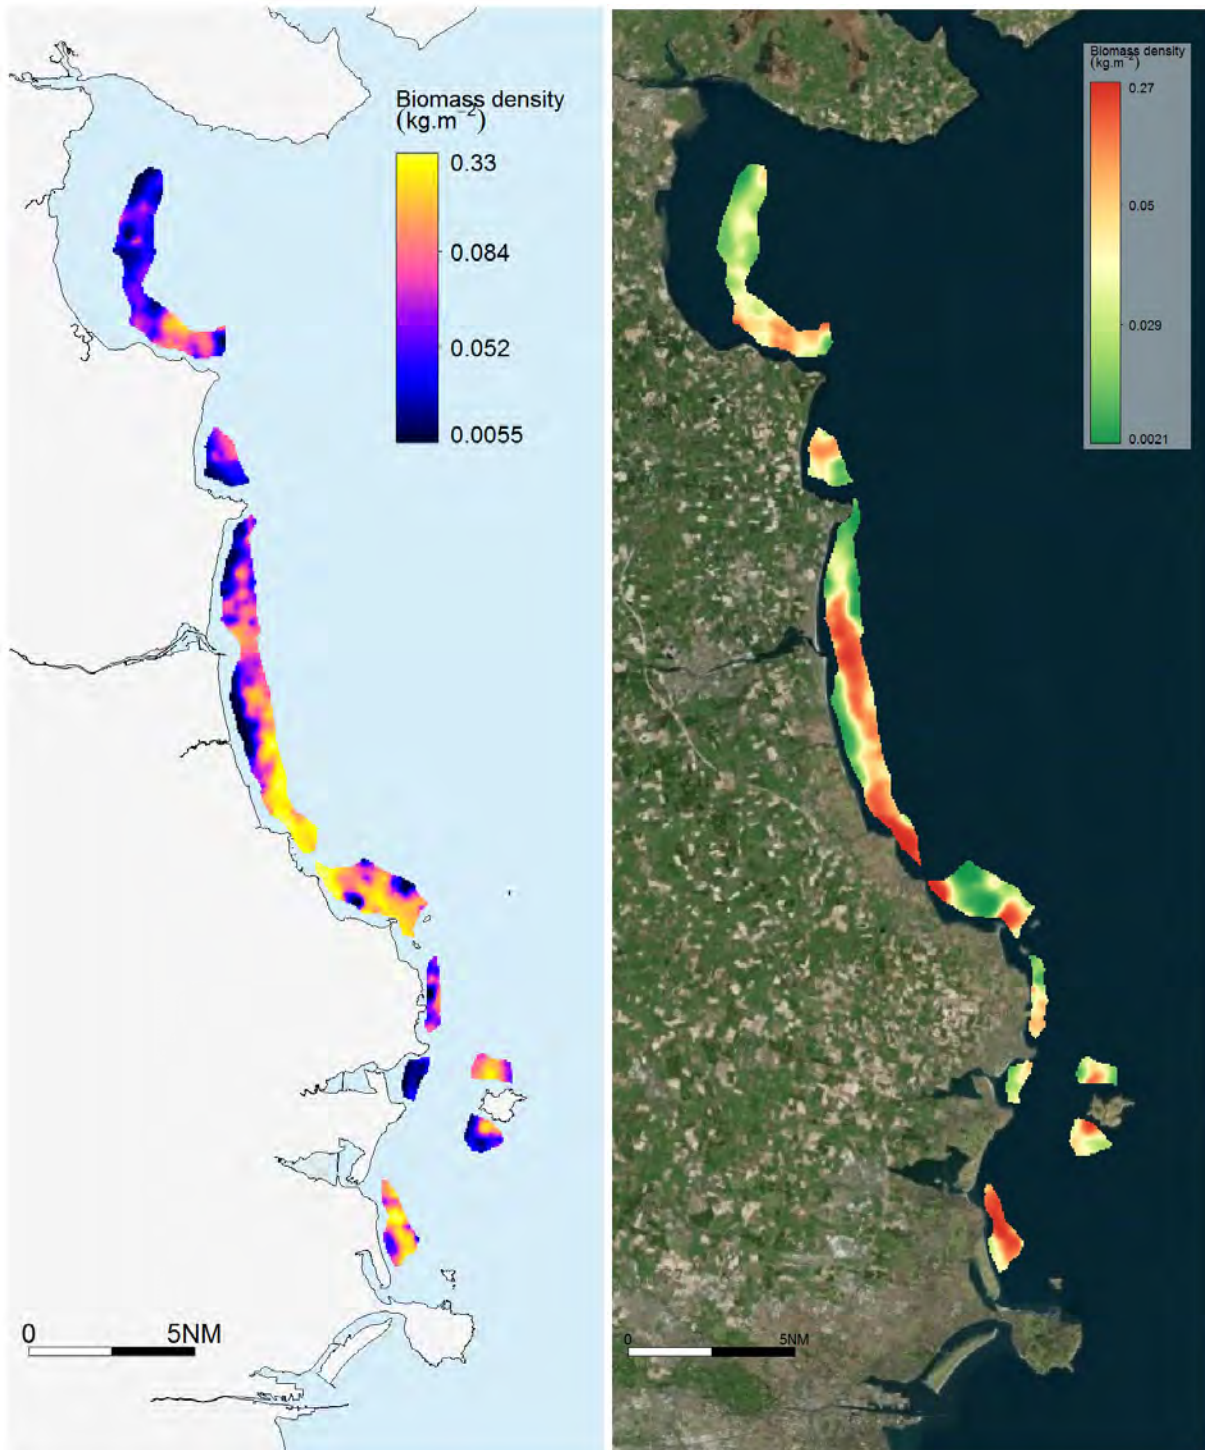 Biomass density
(kg.m⁻²)
0.33
0.084
0.052
0.0055
0 5NM
Biomass density
(kg.m⁻²)
0.27
0.05
0.029
0.0021
0 5NM